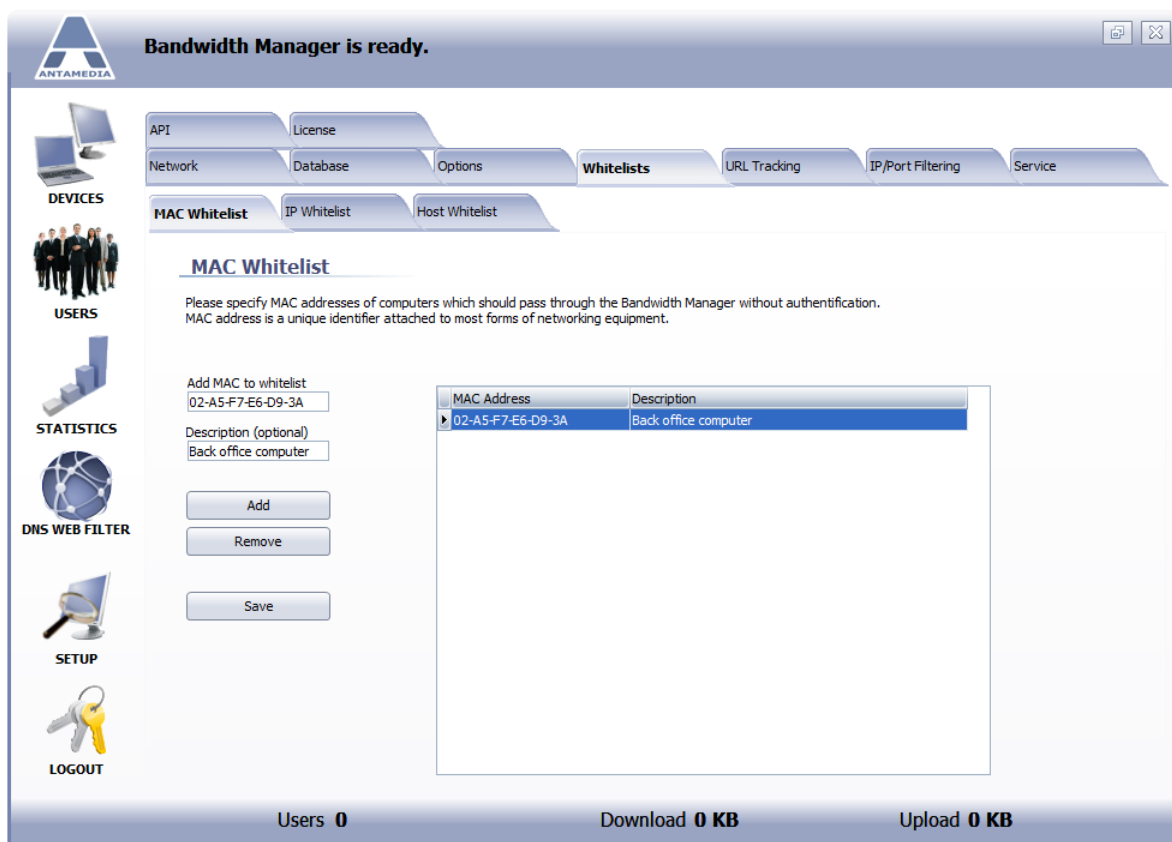 Bandwidth Manager is ready.
ANTAMEDIA
API
License
Network
Database
Options
Whitelists
URL Tracking
IP/Port Filtering
Service
MAC Whitelist
IP Whitelist
Host Whitelist
DEVICES
USERS
STATISTICS
DNS WEB FILTER
SETUP
LOGOUT
MAC Whitelist
Please specify MAC addresses of computers which should pass through the Bandwidth Manager without authentification.
MAC address is a unique identifier attached to most forms of networking equipment.
Add MAC to whitelist
02-A5-F7-E6-D9-3A
Description (optional)
Back office computer
Add
Remove
Save
MAC Address Description
02-A5-F7-E6-D9-3A Back office computer
Users 0 Download 0 KB Upload 0 KB